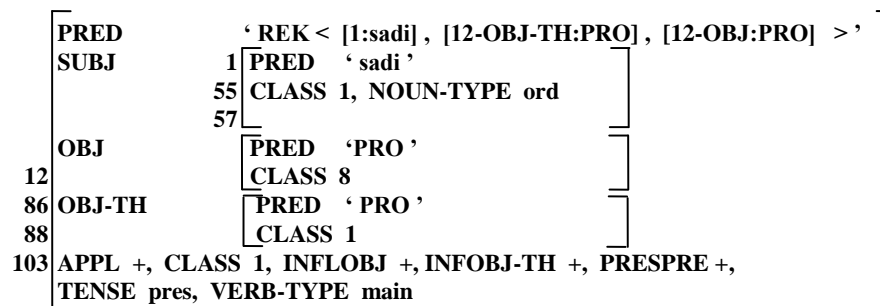 PRED ‘ REK < [1:sadi] , [12-OBJ-TH:PRO] , [12-OBJ:PRO] > ’
SUBJ 1 PRED ‘ sadi ’
55 CLASS 1, NOUN-TYPE ord
57
OBJ PRED ‘PRO ’
12 CLASS 8
86 OBJ-TH PRED ‘ PRO ’
88 CLASS 1
103 APPL +, CLASS 1, INFLOBJ +, INFOBJ-TH +, PRESPRE +,
TENSE pres, VERB-TYPE main